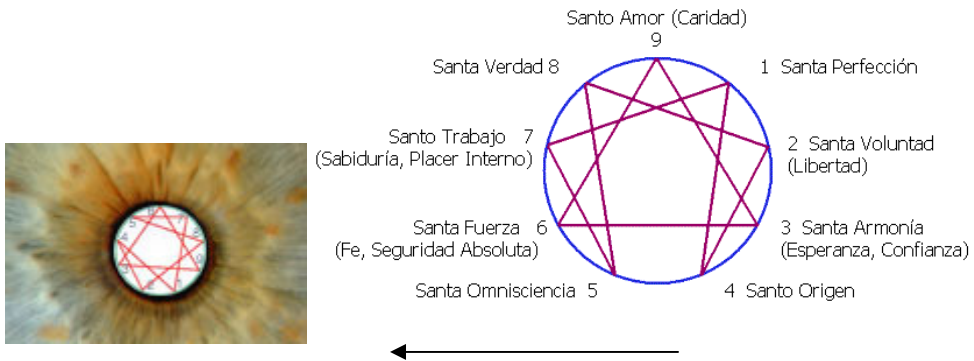 Santo Amor (Caridad)
9
Santa Verdad 8
1 Santa Perfección
Santo Trabajo 7
(Sabiduría, Placer Interno)
2 Santa Voluntad
(Libertad)
Santa Fuerza 6
(Fe, Seguridad Absoluta)
3 Santa Armonía
(Esperanza, Confianza)
Santa Omnisciencia 5
4 Santo Origen